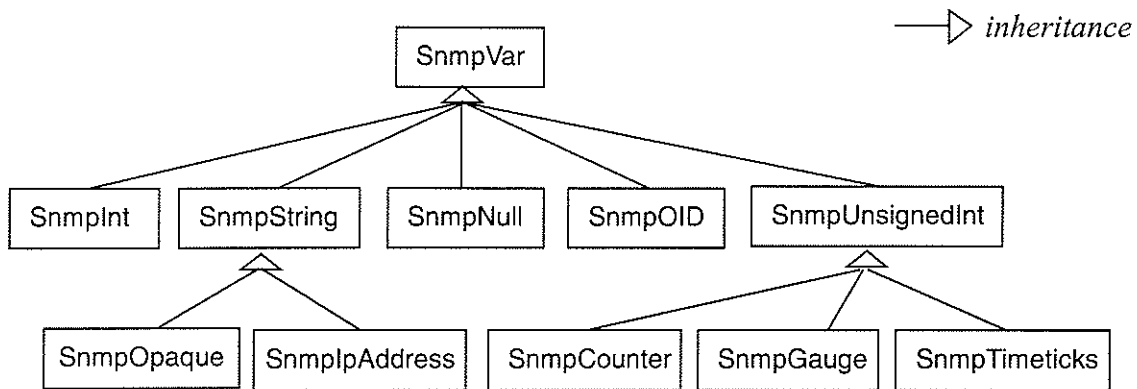 inheritance
SnmpVar
SnmpInt
SnmpString
SnmpNull
SnmpOID
SnmpUnsignedInt
SnmpOpaque
SnmpIpAddress
SnmpCounter
SnmpGauge
SnmpTimeticks